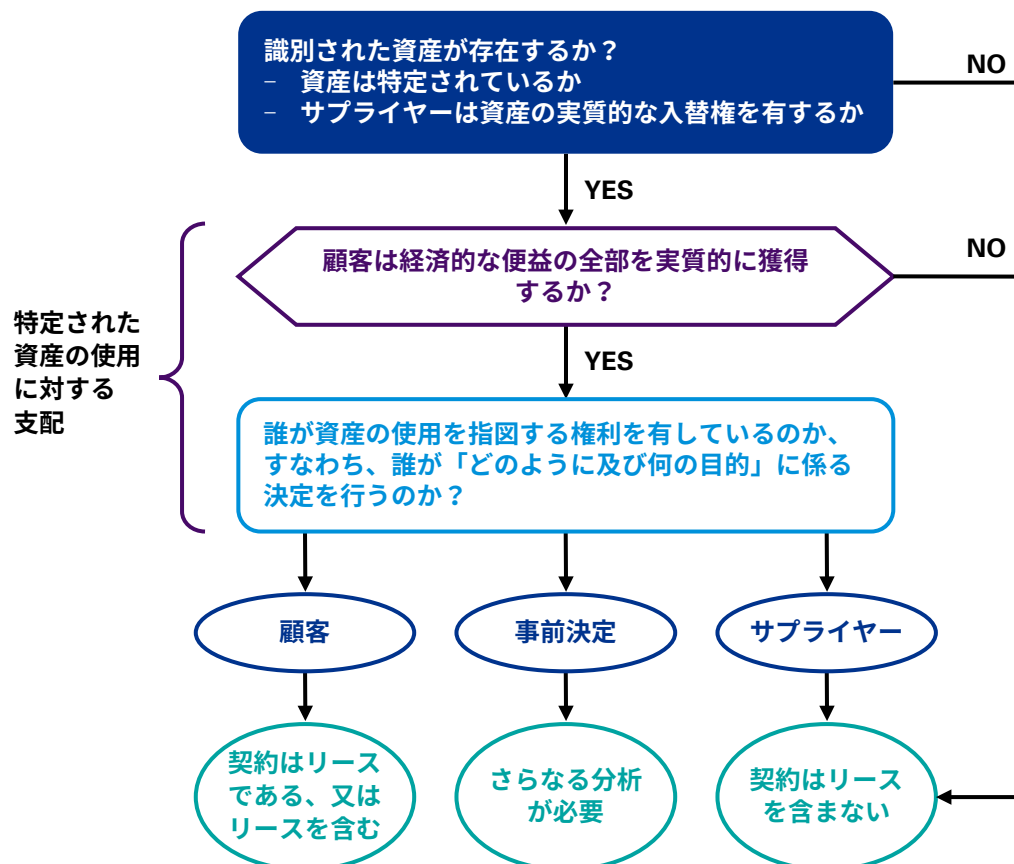 識別された資産が存在するか？
– 資産は特定されているか
– サプライヤーは資産の実質的な入替権を有するか
NO
YES
顧客は経済的な便益の全部を実質的に獲得
するか？
NO
特定された
資産の使用
に対する
支配
YES
誰が資産の使用を指図する権利を有しているのか、
すなわち、誰が「どのように及び何の目的」に係る
決定を行うのか？
顧客
事前決定
サプライヤー
契約はリース
である、又は
リースを含む
さらなる分析
が必要
契約はリース
を含まない